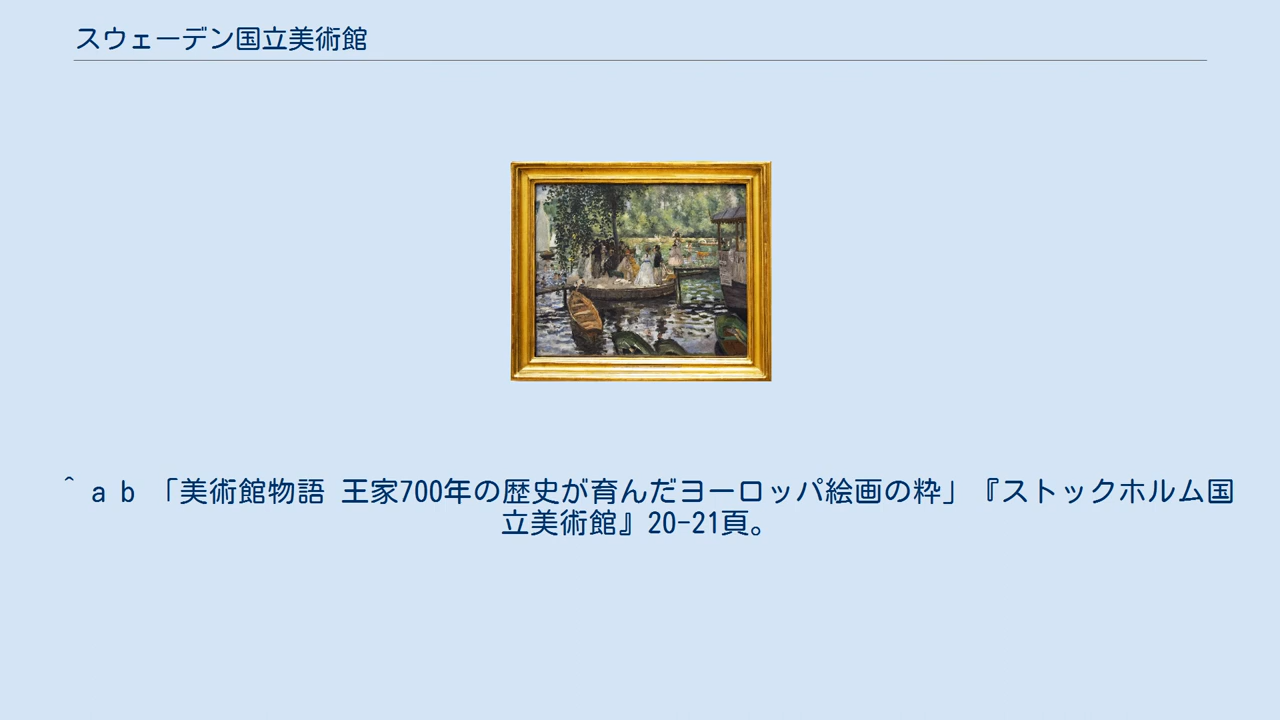 スウェーデン国立美術館
^ a b 「美術館物語 王家700年の歴史が育んだヨーロッパ絵画の粋」『ストックホルム国
立美術館』20-21頁。